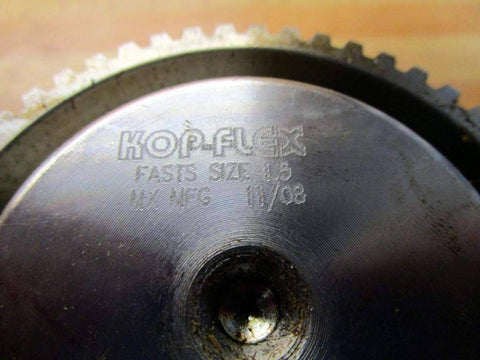 KOP-FLEX
FASTS SIZE 1.5
MX MFG 11/08